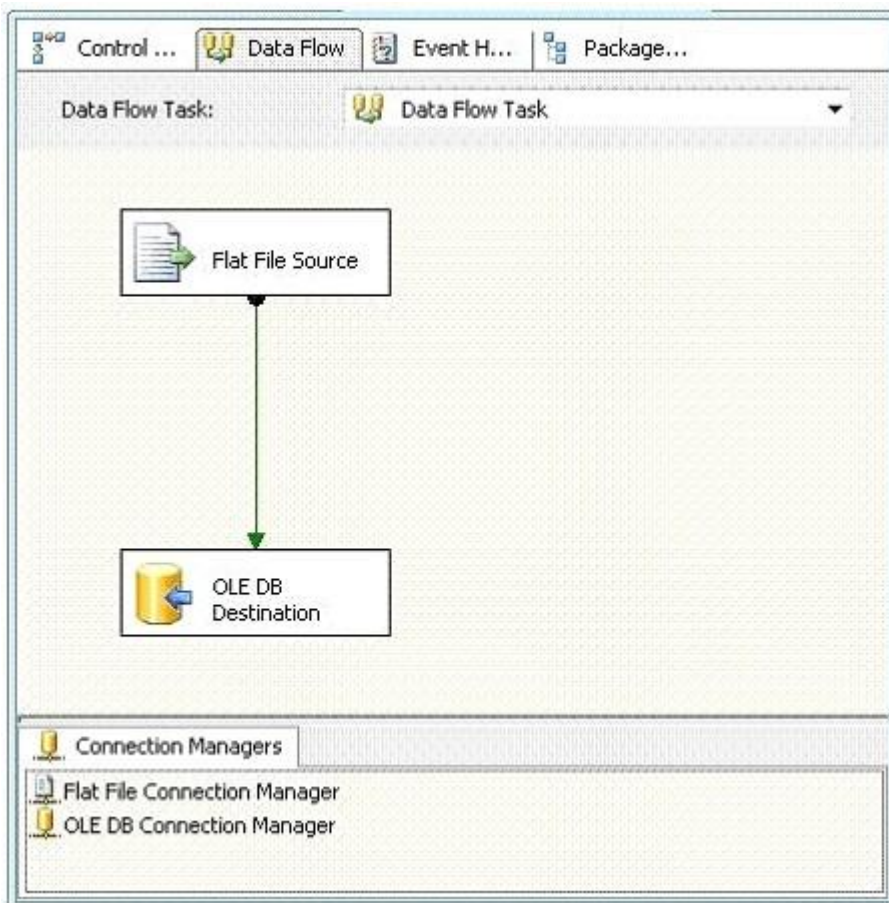 Control ... Data Flow Event H... Package...
Data Flow Task: Data Flow Task
Flat File Source
OLE DB
Destination
Connection Managers
Flat File Connection Manager
OLE DB Connection Manager